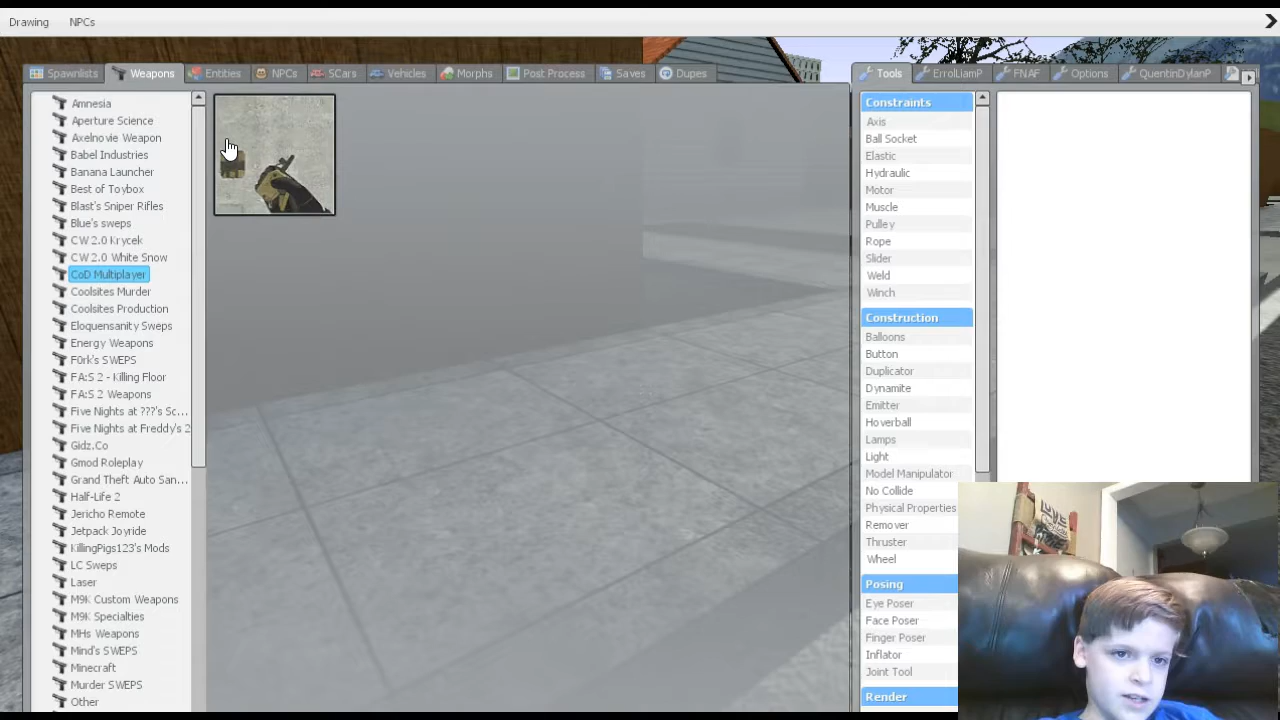 Drawing NPCs
Spawnlists Weapons Entities NPCs SCars Vehicles Morphs Post Process Saves Dupes
Tools ErrolLiamP FNAF Options QuentinDylanP
Amnesia
Aperture Science
Axelnovie Weapon
Babel Industries
Banana Launcher
Best of Toybox
Blast's Sniper Rifles
Blue's sweps
CW 2.0 Krycek
CW 2.0 White Snow
CoD Multiplayer
Coolsites Murder
Coolsites Production
Eloquensanity Sweps
Energy Weapons
F0rk's SWEPS
FA:S 2 - Killing Floor
FA:S 2 Weapons
Five Nights at ???'s Sc...
Five Nights at Freddy's 2
Gidz.Co
Gmod Roleplay
Grand Theft Auto San...
Half-Life 2
Jericho Remote
Jetpack Joyride
KillingPigs123's Mods
LC Sweps
Laser
M9K Custom Weapons
M9K Specialties
MHs Weapons
Mind's SWEPS
Minecraft
Murder SWEPS
Other
Constraints
Axis
Ball Socket
Elastic
Hydraulic
Motor
Muscle
Pulley
Rope
Slider
Weld
Winch
Construction
Balloons
Button
Duplicator
Dynamite
Emitter
Hoverball
Lamps
Light
Model Manipulator
No Collide
Physical Properties
Remover
Thruster
Wheel
Posing
Eye Poser
Face Poser
Finger Poser
Inflator
Joint Tool
Render